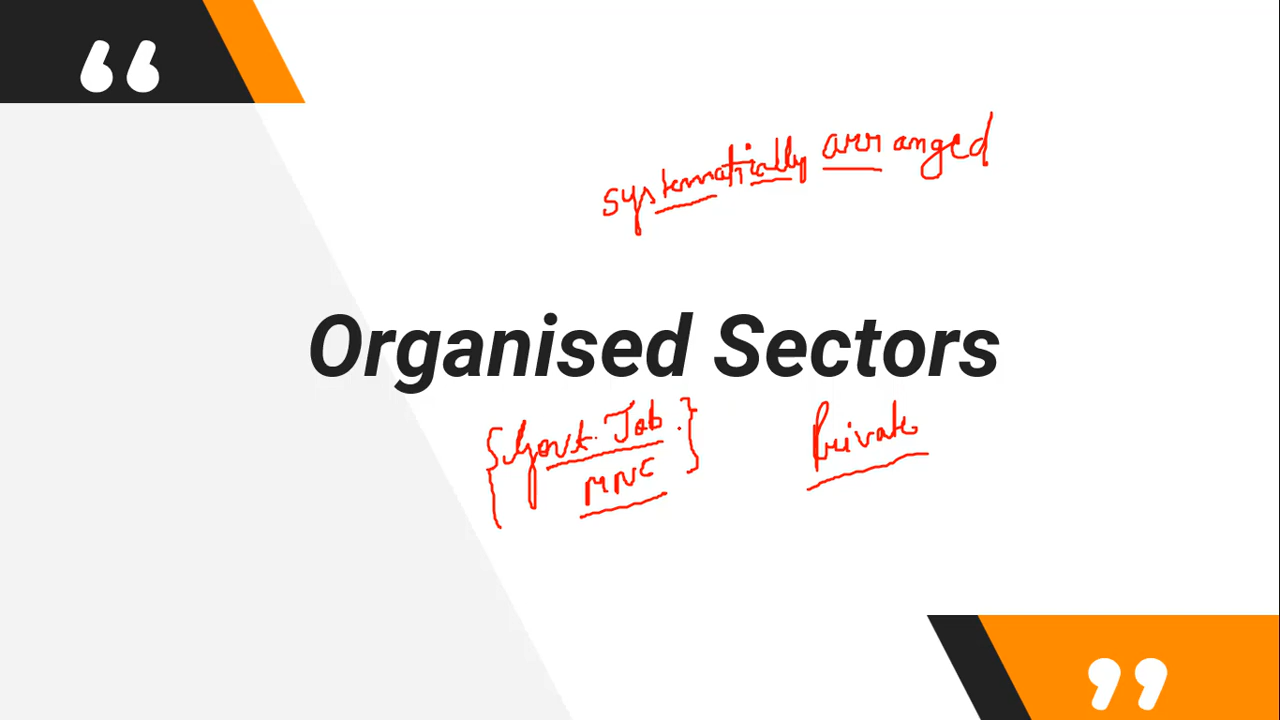 “
systematically arranged
Organised Sectors
{Govt. Job.}
MNC
Private
”